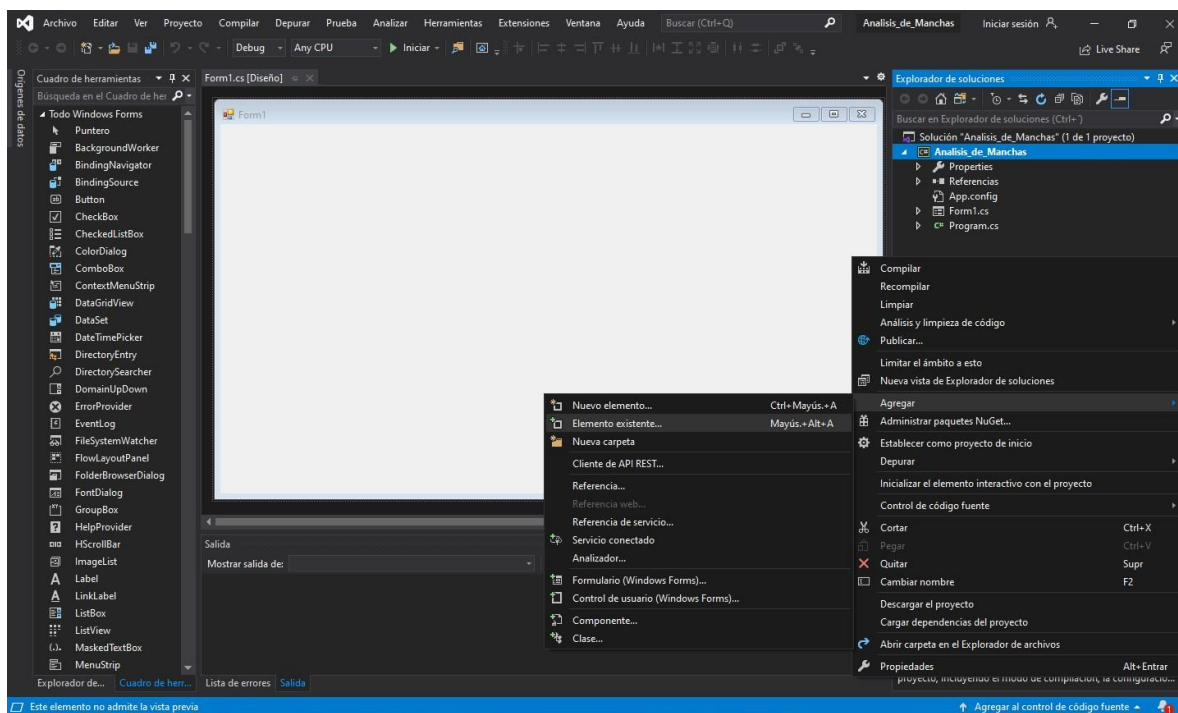 Archivo Editar Ver Proyecto Compilar Depurar Prueba Analizar Herramientas Extensiones Ventana Ayuda Buscar (Ctrl+Q) Analisis_de_Manchas Iniciar sesión
Debug Any CPU Iniciar Live Share
Orígenes de datos
Cuadro de herramientas
Búsqueda en el Cuadro de her
Todo Windows Forms
Puntero
BackgroundWorker
BindingNavigator
BindingSource
Button
CheckBox
CheckedListBox
ColorDialog
ComboBox
ContextMenuStrip
DataGridView
DataSet
DateTimePicker
DirectoryEntry
DirectorySearcher
DomainUpDown
ErrorProvider
EventLog
FileSystemWatcher
FlowLayoutPanel
FolderBrowserDialog
FontDialog
GroupBox
HelpProvider
HScrollBar
ImageList
Label
LinkLabel
ListBox
ListView
MaskedTextBox
MenuStrip
Explorador de... Cuadro de herr...
Form1.cs [Diseño]
Form1
Salida
Mostrar salida de:
Lista de errores Salida
Explorador de soluciones
Buscar en Explorador de soluciones (Ctrl+´)
Solución "Analisis_de_Manchas" (1 de 1 proyecto)
Analisis_de_Manchas
Properties
Referencias
App.config
Form1.cs
Program.cs
Compilar
Recompilar
Limpiar
Análisis y limpieza de código
Publicar...
Limitar el ámbito a esto
Nueva vista de Explorador de soluciones
Agregar
Administrar paquetes NuGet...
Establecer como proyecto de inicio
Depurar
Inicializar el elemento interactivo con el proyecto
Control de código fuente
Cortar Ctrl+X
Pegar Ctrl+V
Quitar Supr
Cambiar nombre F2
Descargar el proyecto
Cargar dependencias del proyecto
Abrir carpeta en el Explorador de archivos
Propiedades Alt+Entrar
proyecto, incluyendo el modo de compilación, la configuració...
Nuevo elemento... Ctrl+Mayús.+A
Elemento existente... Mayús.+Alt+A
Nueva carpeta
Cliente de API REST...
Referencia...
Referencia web...
Referencia de servicio...
Servicio conectado
Analizador...
Formulario (Windows Forms)...
Control de usuario (Windows Forms)...
Componente...
Clase...
Este elemento no admite la vista previa Agregar al control de código fuente 1